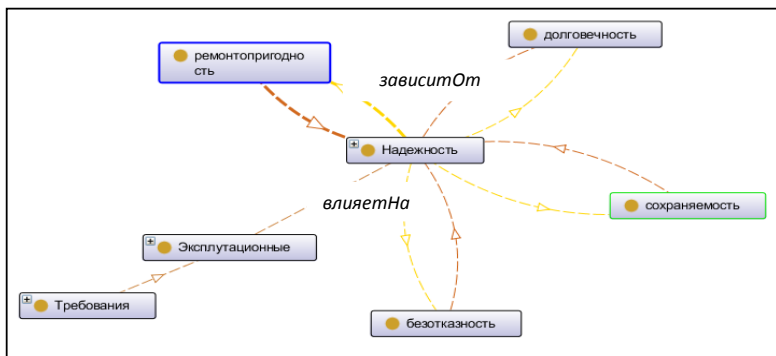 долговечность
ремонтопригодно
сть
зависитОт
Надежность
влияетНа
сохраняемость
Эксплутационные
Требования
безотказность